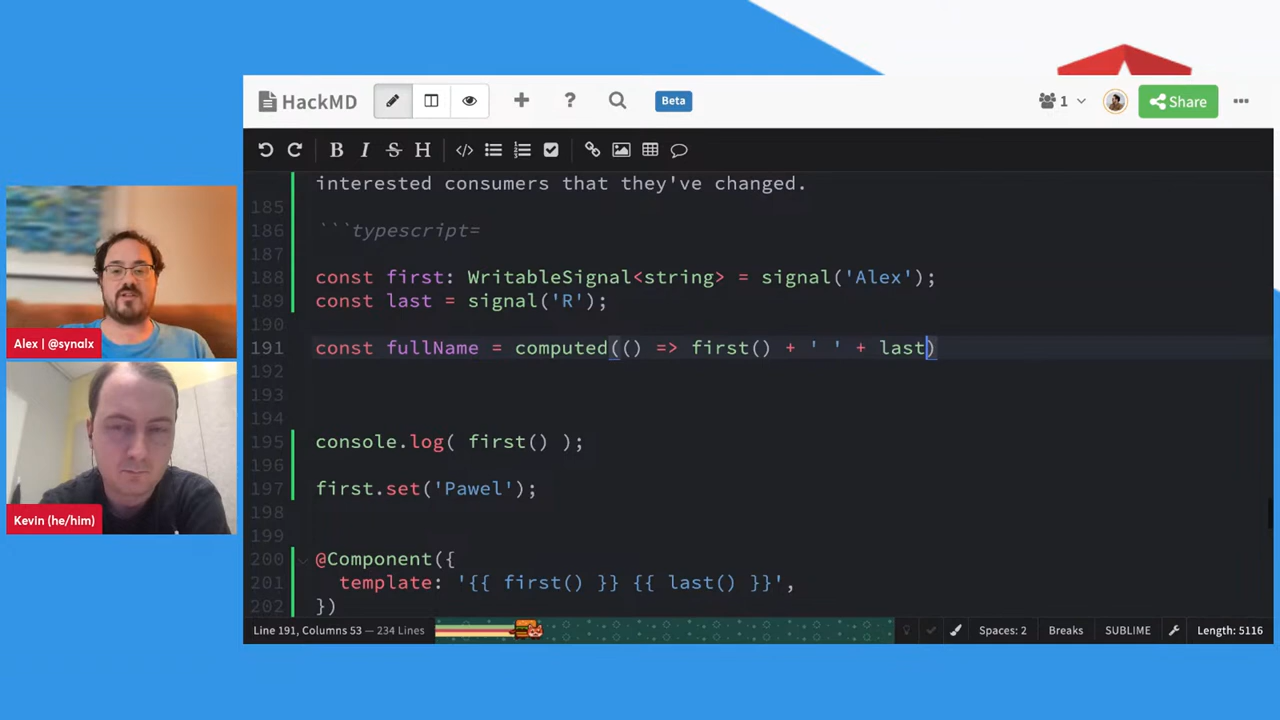 HackMD
Beta
1
Share
B I S H
interested consumers that they've changed.
185
186 ```typescript=
187
188 const first: WritableSignal<string> = signal('Alex');
189 const last = signal('R');
190
191 const fullName = computed(() => first() + ' ' + last)
192
193
194
195 console.log( first() );
196
197 first.set('Pawel');
198
199
200 @Component({
201 template: '{{ first() }} {{ last() }}',
202 })
Line 191, Columns 53 — 234 Lines
Spaces: 2
Breaks
SUBLIME
Length: 5116
Alex | @synalx
Kevin (he/him)